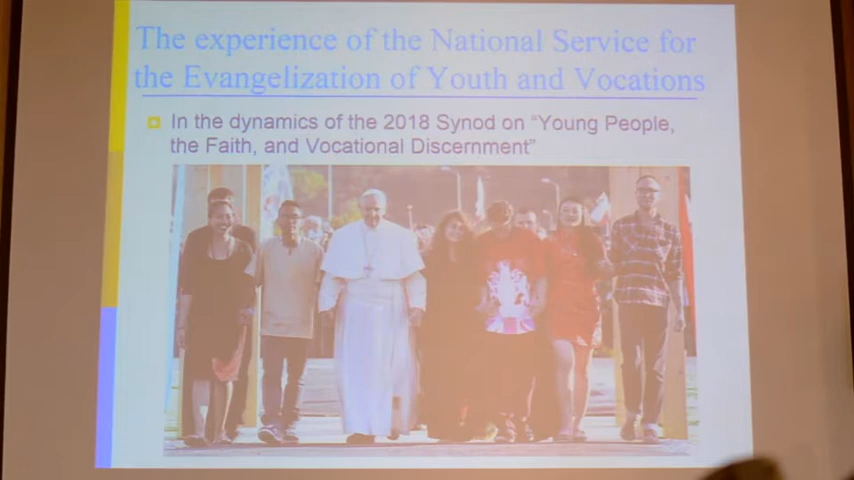 The experience of the National Service for
the Evangelization of Youth and Vocations
In the dynamics of the 2018 Synod on “Young People,
the Faith, and Vocational Discernment”